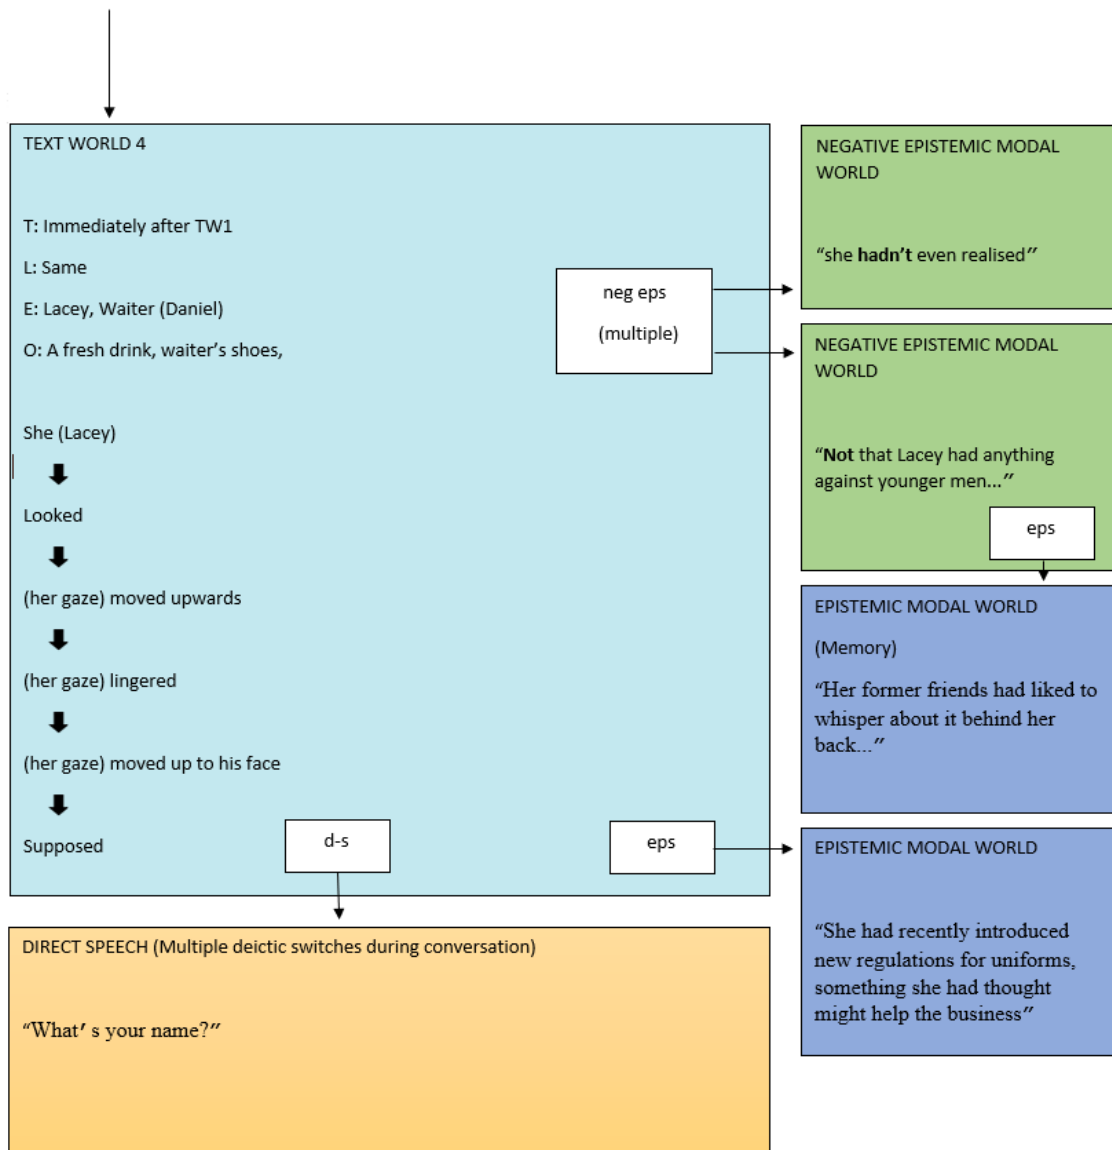 TEXT WORLD 4
T: Immediately after TW1
L: Same
E: Lacey, Waiter (Daniel)
O: A fresh drink, waiter's shoes,
She (Lacey)
Looked
(her gaze) moved upwards
(her gaze) lingered
(her gaze) moved up to his face
Supposed
d-s
eps
neg eps
(multiple)
NEGATIVE EPISTEMIC MODAL
WORLD
"she hadn't even realised"
NEGATIVE EPISTEMIC MODAL
WORLD
"Not that Lacey had anything
against younger men..."
eps
EPISTEMIC MODAL WORLD
(Memory)
"Her former friends had liked to
whisper about it behind her
back..."
EPISTEMIC MODAL WORLD
"She had recently introduced
new regulations for uniforms,
something she had thought
might help the business"
DIRECT SPEECH (Multiple deictic switches during conversation)
"What' s your name?"